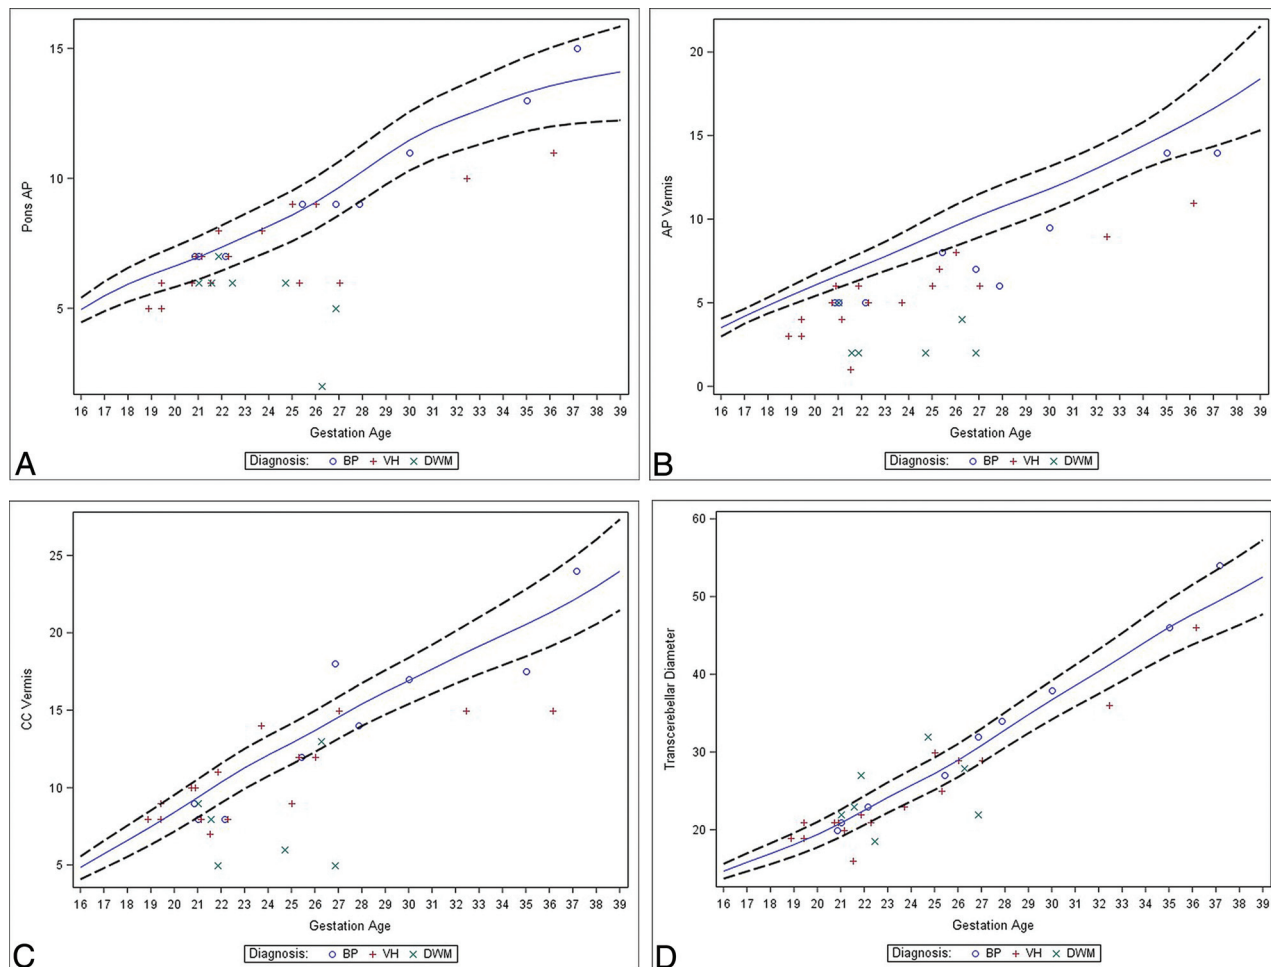 15
10
5
Pons AP
16 17 18 19 20 21 22 23 24 25 26 27 28 29 30 31 32 33 34 35 36 37 38 39
Gestation Age
Diagnosis: BP VH DWM
A
20
15
10
5
0
AP Vermis
16 17 18 19 20 21 22 23 24 25 26 27 28 29 30 31 32 33 34 35 36 37 38 39
Gestation Age
Diagnosis: BP VH DWM
B
25
20
15
10
5
CC Vermis
16 17 18 19 20 21 22 23 24 25 26 27 28 29 30 31 32 33 34 35 36 37 38 39
Gestation Age
Diagnosis: BP VH DWM
C
60
50
40
30
20
Transcerebellar Diameter
16 17 18 19 20 21 22 23 24 25 26 27 28 29 30 31 32 33 34 35 36 37 38 39
Gestation Age
Diagnosis: BP VH DWM
D